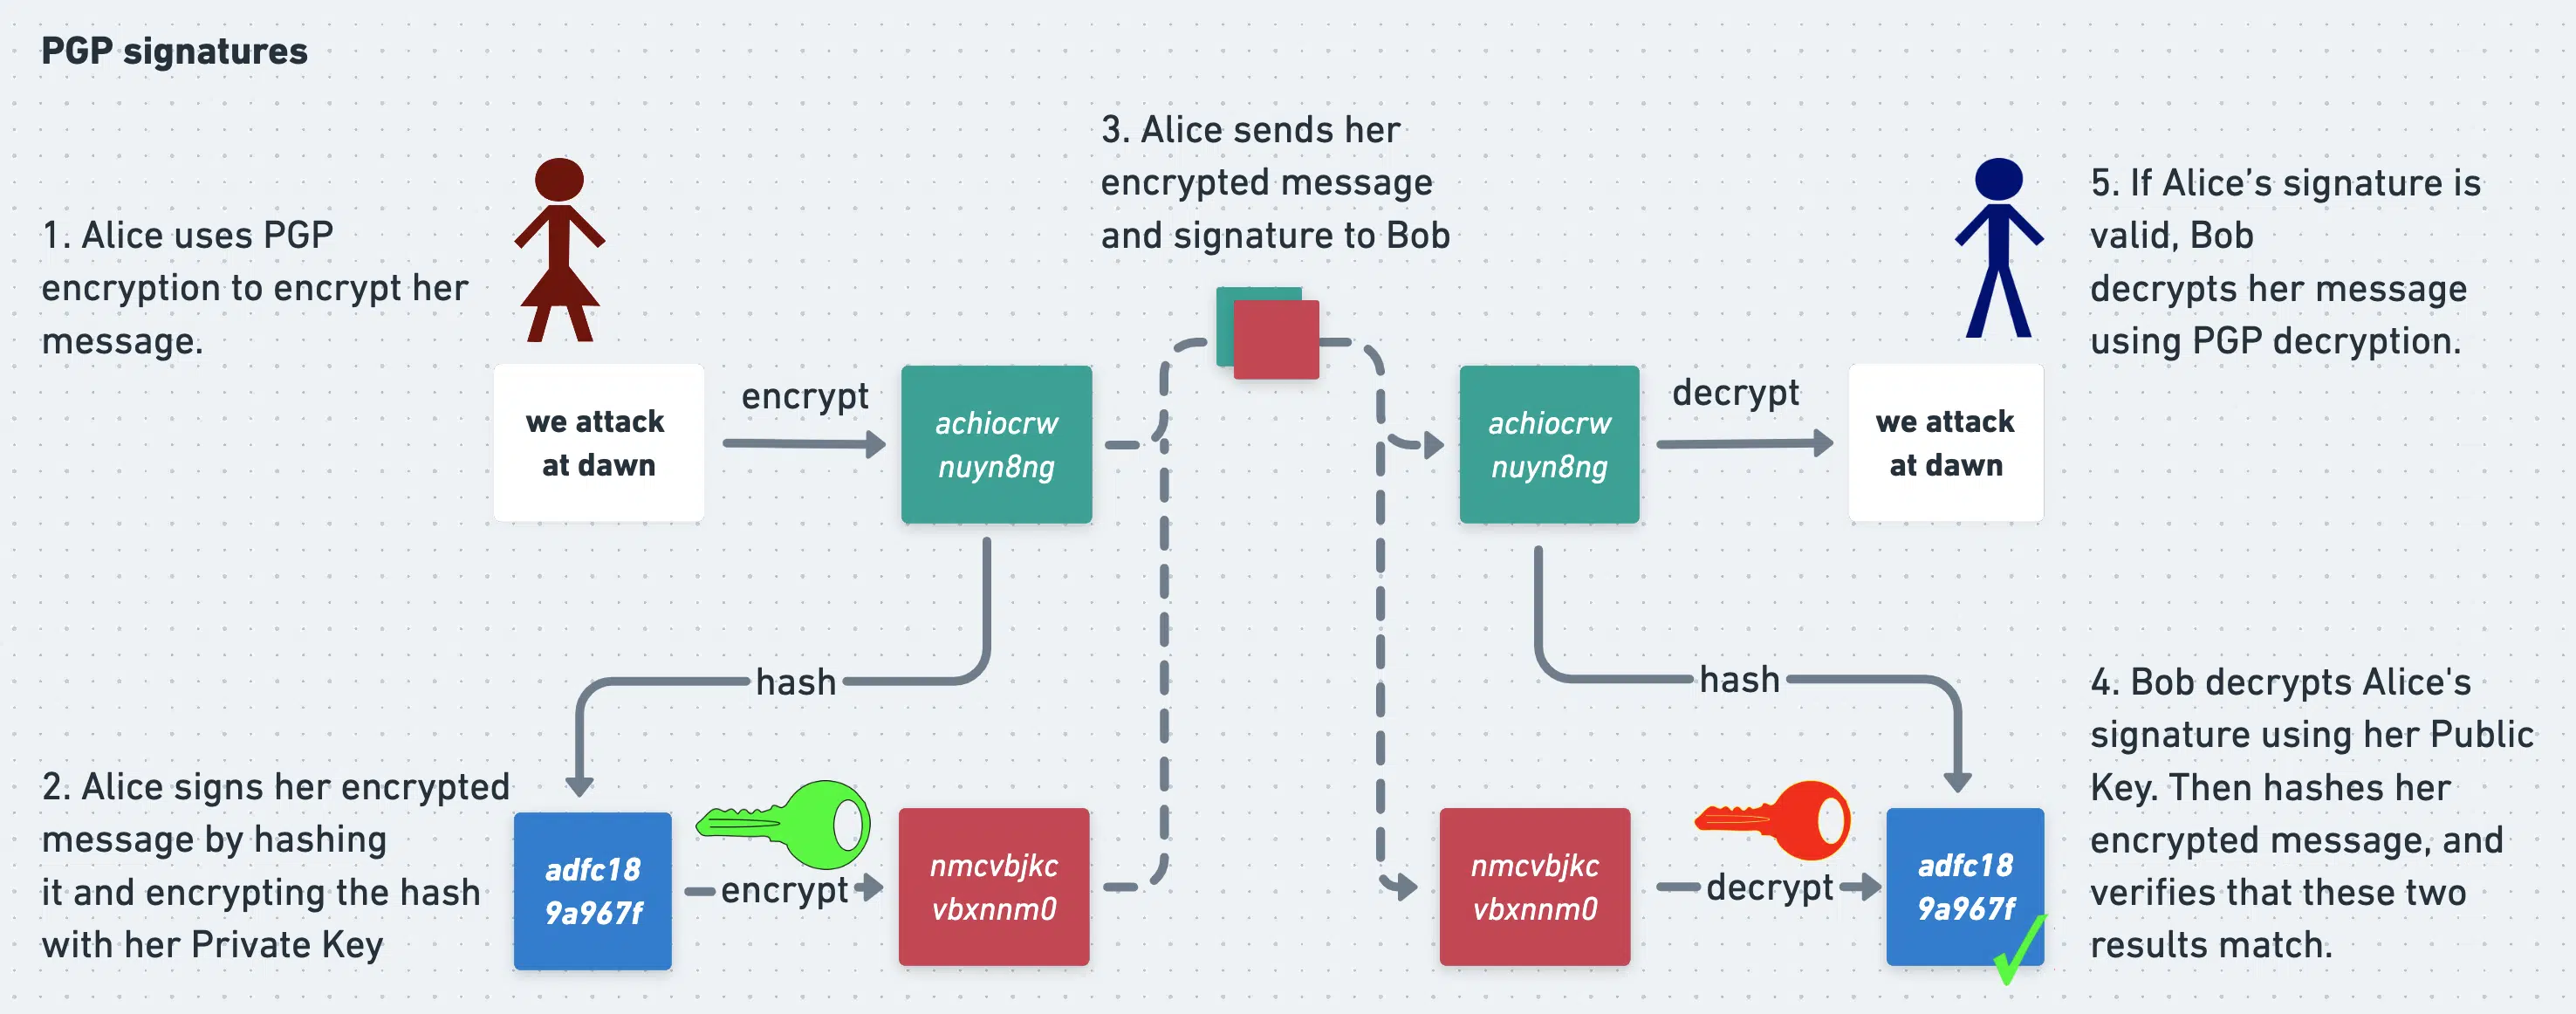 PGP signatures
1. Alice uses PGP
encryption to encrypt her
message.
we attack
at dawn
encrypt
achiocrw
nuyn8ng
hash
2. Alice signs her encrypted
message by hashing
it and encrypting the hash
with her Private Key
adfc18
9a967f
encrypt
nmcvbjkc
vbxnnm0
3. Alice sends her
encrypted message
and signature to Bob
achiocrw
nuyn8ng
decrypt
we attack
at dawn
hash
nmcvbjkc
vbxnnm0
decrypt
adfc18
9a967f
4. Bob decrypts Alice's
signature using her Public
Key. Then hashes her
encrypted message, and
verifies that these two
results match.
5. If Alice’s signature is
valid, Bob
decrypts her message
using PGP decryption.